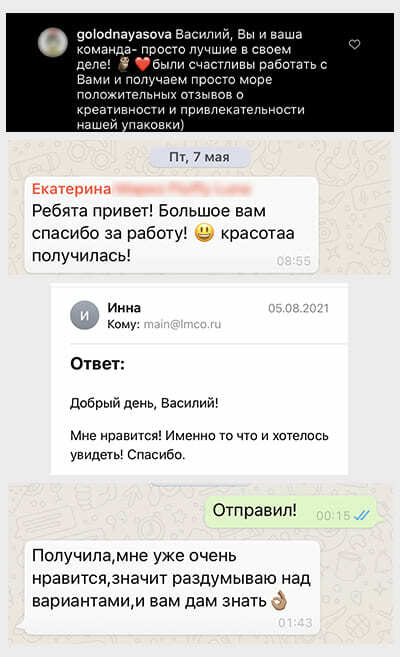 golodnayasova Василий, Вы и ваша
команда- просто лучшие в своем
деле! 🦉❤️были счастливы работать с
Вами и получаем просто море
положительных отзывов о
креативности и привлекательности
нашей упаковки)
Пт, 7 мая
Екатерина
Ребята привет! Большое вам
спасибо за работу! 😃 красотаа
получилась!
08:55
И
Инна
05.08.2021
Кому: main@lmco.ru
Ответ:
Добрый день, Василий!
Мне нравится! Именно то что и хотелось
увидеть! Спасибо.
Отправил!
00:15
Получила,мне уже очень
нравится,значит раздумываю над
вариантами,и вам дам знать👌🏽
01:43